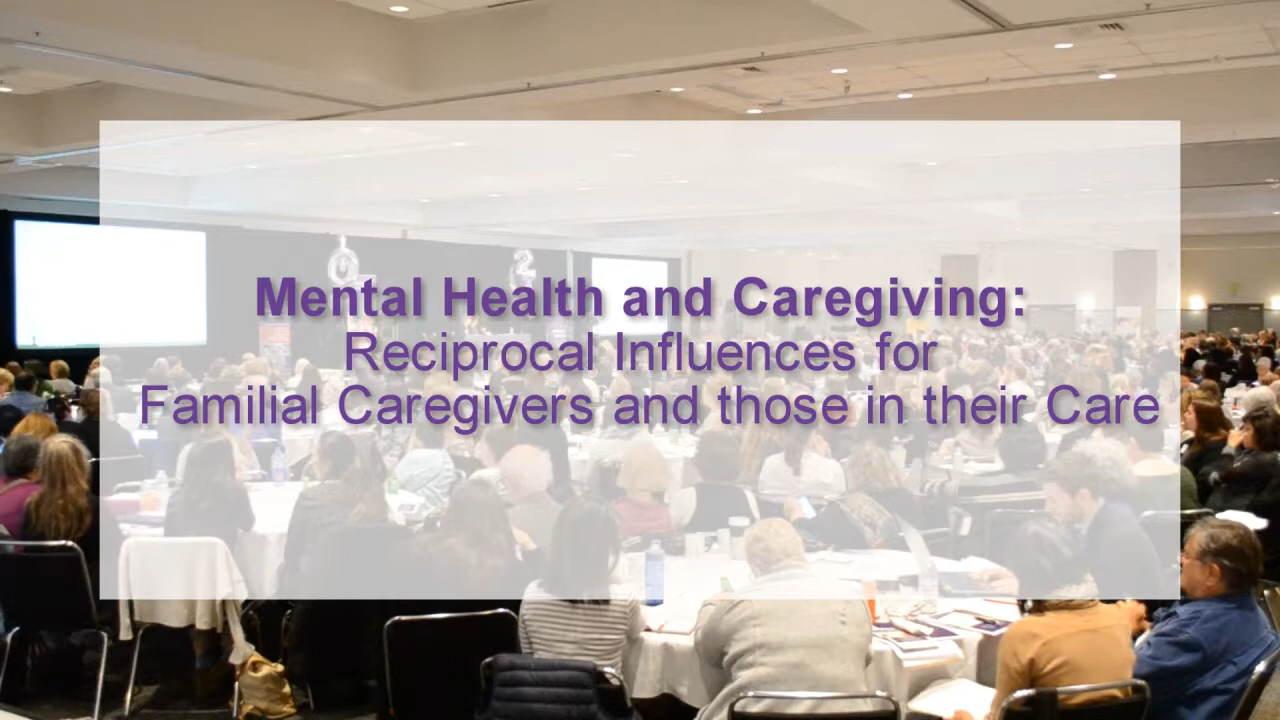 Mental Health and Caregiving:
Reciprocal Influences for
Familial Caregivers and those in their Care